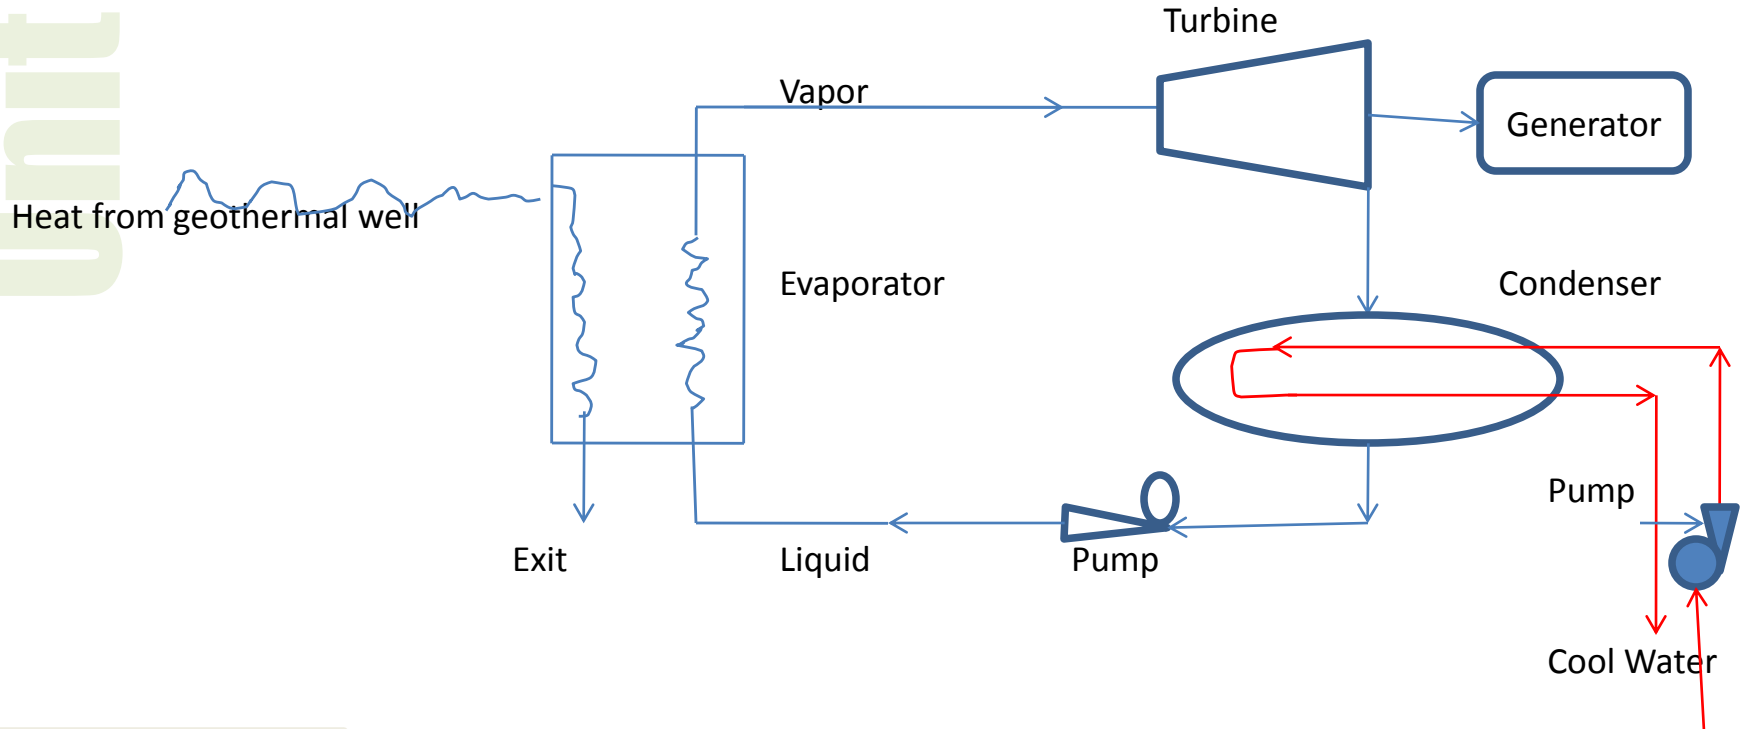 Unit
Turbine
Vapor
Generator
Heat from geothermal well
Evaporator
Condenser
Pump
Exit
Liquid
Pump
Cool Water